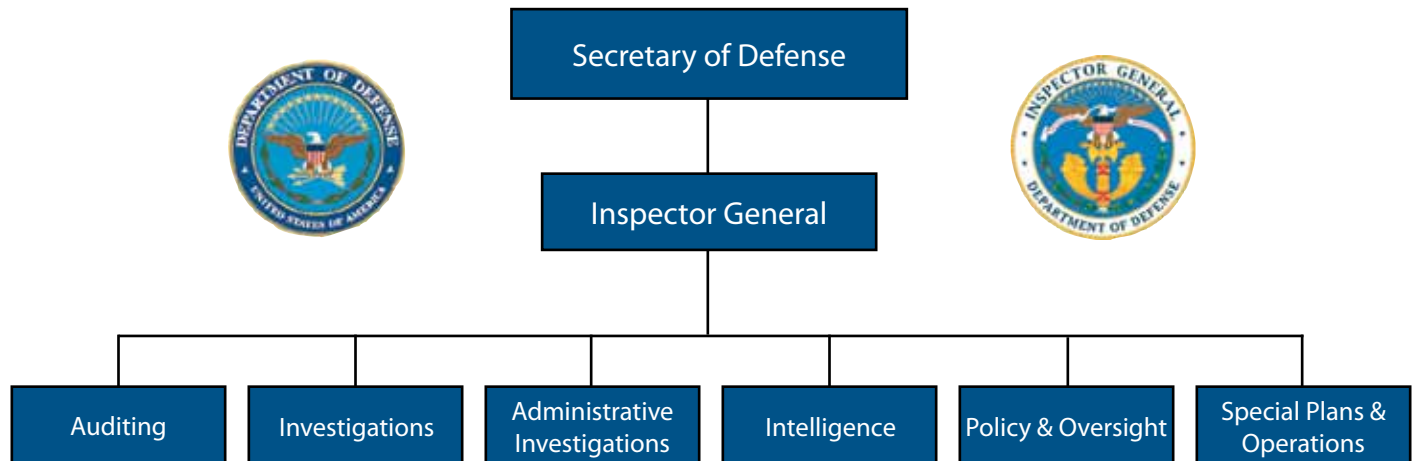 Secretary of Defense
DEPARTMENT OF DEFENSE
UNITED STATES OF AMERICA
INSPECTOR GENERAL
DEPARTMENT OF DEFENSE
Inspector General
Auditing
Investigations
Administrative
Investigations
Intelligence
Policy & Oversight
Special Plans &
Operations